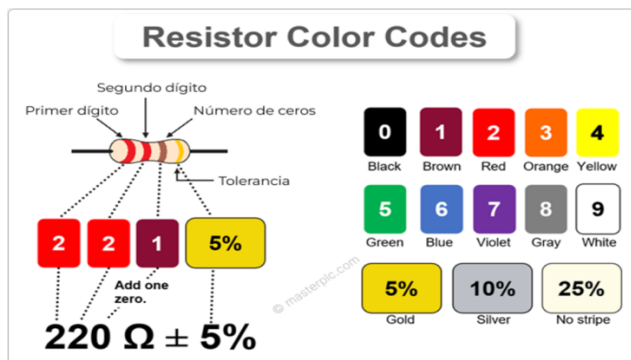 Resistor Color Codes
Segundo dígito
Primer dígito
Número de ceros
Tolerancia
2 2 1 5%
Add one
zero.
220 Ω ± 5%
0 1 2 3 4
Black Brown Red Orange Yellow
5 6 7 8 9
Green Blue Violet Gray White
5% 10% 25%
Gold Silver No stripe
© masterplc.com